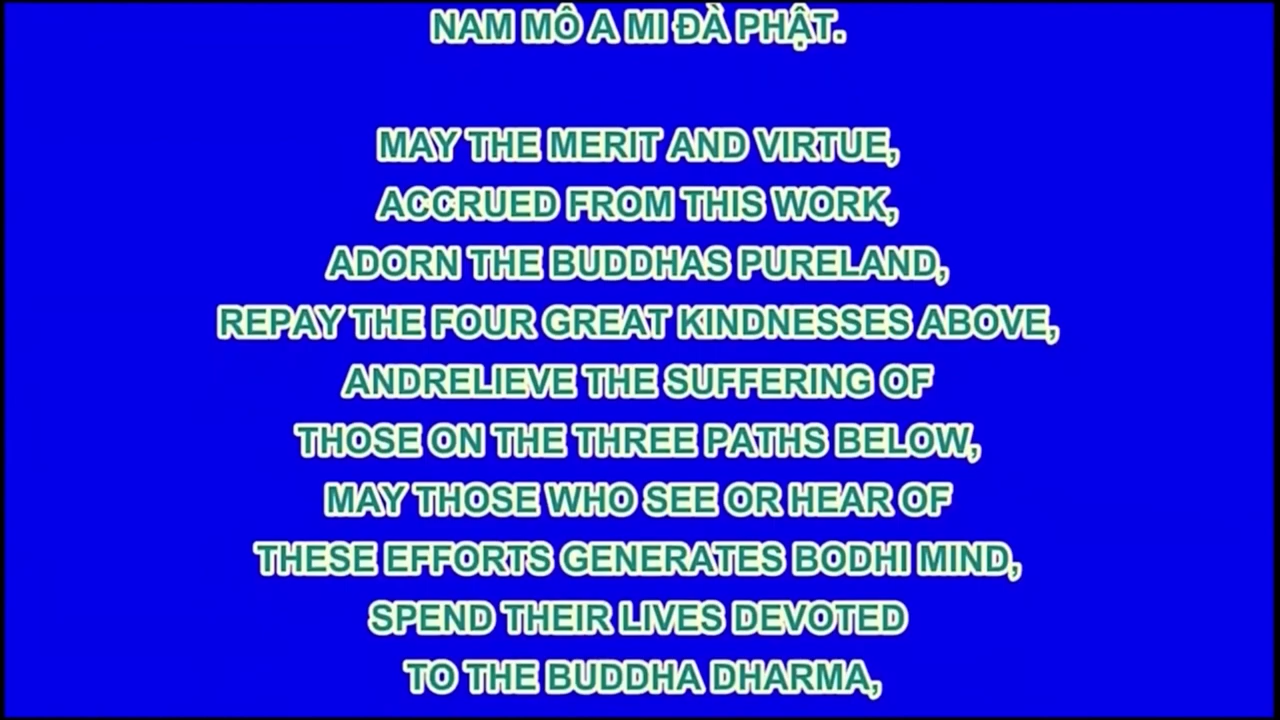 NAM MÔ A MI ĐÀ PHẬT.
MAY THE MERIT AND VIRTUE,
ACCRUED FROM THIS WORK,
ADORN THE BUDDHAS PURELAND,
REPAY THE FOUR GREAT KINDNESSES ABOVE,
ANDRELIEVE THE SUFFERING OF
THOSE ON THE THREE PATHS BELOW,
MAY THOSE WHO SEE OR HEAR OF
THESE EFFORTS GENERATES BODHI MIND,
SPEND THEIR LIVES DEVOTED
TO THE BUDDHA DHARMA,